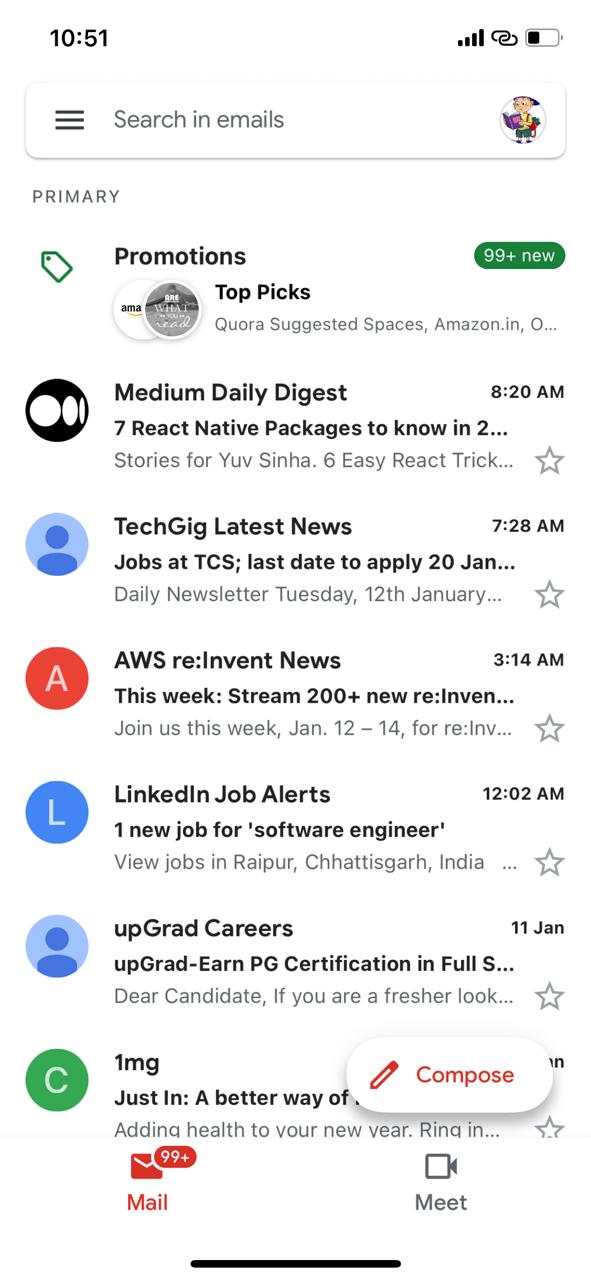 10:51
Search in emails
PRIMARY
Promotions
99+ new
ama
ARE
WHAT
YOU
read
Top Picks
Quora Suggested Spaces, Amazon.in, O...
Medium Daily Digest
8:20 AM
7 React Native Packages to know in 2...
Stories for Yuv Sinha. 6 Easy React Trick...
TechGig Latest News
7:28 AM
Jobs at TCS; last date to apply 20 Jan...
Daily Newsletter Tuesday, 12th January...
A
AWS re:Invent News
3:14 AM
This week: Stream 200+ new re:Inven...
Join us this week, Jan. 12 – 14, for re:Inv...
L
LinkedIn Job Alerts
12:02 AM
1 new job for 'software engineer'
View jobs in Raipur, Chhattisgarh, India ...
upGrad Careers
11 Jan
upGrad-Earn PG Certification in Full S...
Dear Candidate, If you are a fresher look...
C
1mg
Just In: A better way of
Compose
Adding health to your new year. Ring in...
99+
Mail
Meet